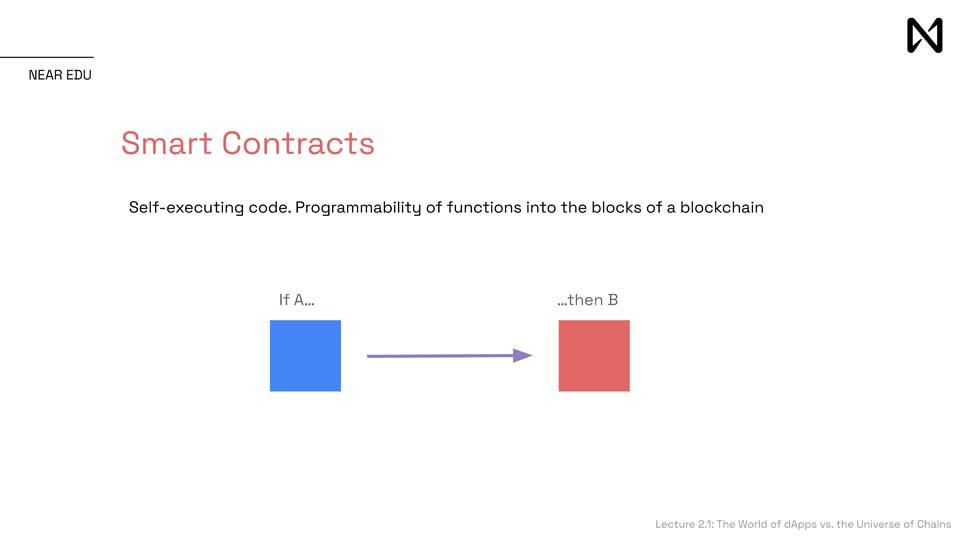 NEAR EDU
Smart Contracts
Self-executing code. Programmability of functions into the blocks of a blockchain
If A...
...then B
Lecture 2.1: The World of dApps vs. the Universe of Chains